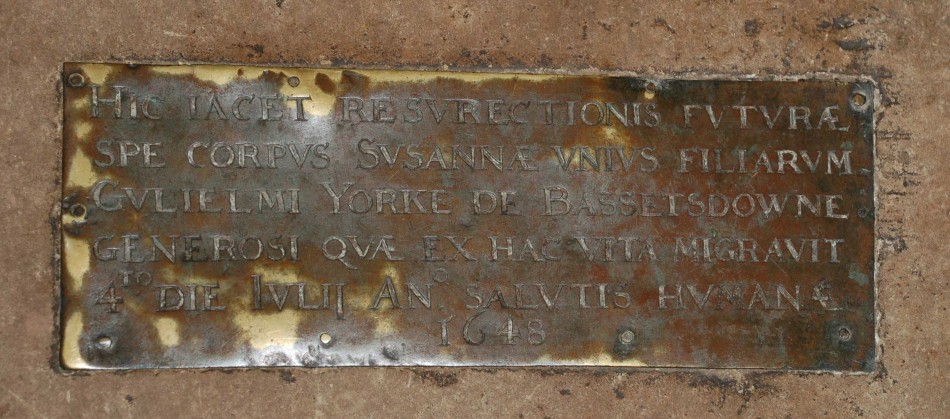 HIC IACET RESVRECTIONIS FVTVRÆ
SPE CORPVS SVSANNÆ VNIVS FILIARVM
GVLIELMI YORKE DE BASSETSDOWNE
GENEROSI QVÆ EX HAC VITA MIGRAVIT
4TO DIE IVLIJ ANO SALVTIS HVMANÆ
1648